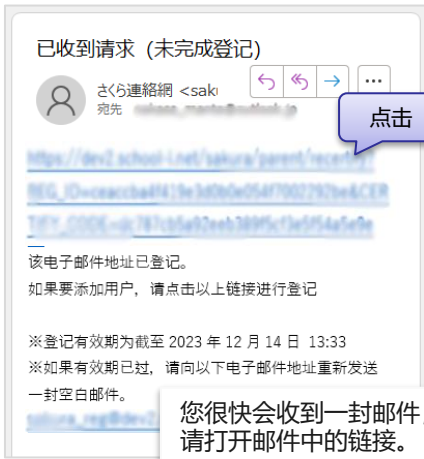 已收到请求（未完成登记）
さくら連絡網 <saku
宛先
点击
该电子邮件地址已登记。
如果要添加用户，请点击以上链接进行登记
※登记有效期为截至 2023 年 12 月 14 日 13:33
※如果有效期已过，请向以下电子邮件地址重新发送
一封空白邮件。
您很快会收到一封邮件，
请打开邮件中的链接。